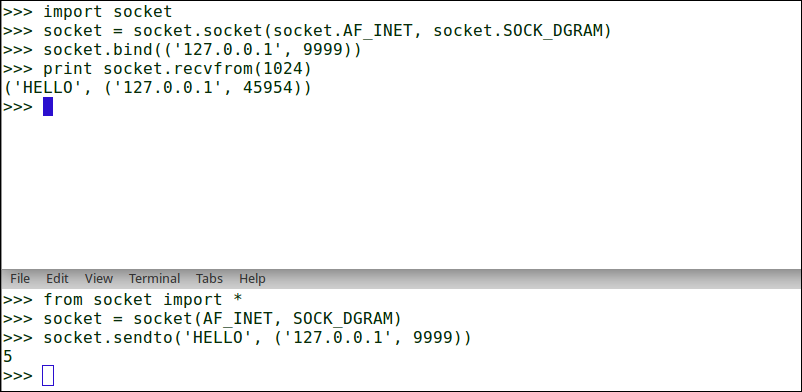 >>> import socket
>>> socket = socket.socket(socket.AF_INET, socket.SOCK_DGRAM)
>>> socket.bind(('127.0.0.1', 9999))
>>> print socket.recvfrom(1024)
('HELLO', ('127.0.0.1', 45954))
>>>
File Edit View Terminal Tabs Help
>>> from socket import *
>>> socket = socket(AF_INET, SOCK_DGRAM)
>>> socket.sendto('HELLO', ('127.0.0.1', 9999))
5
>>>